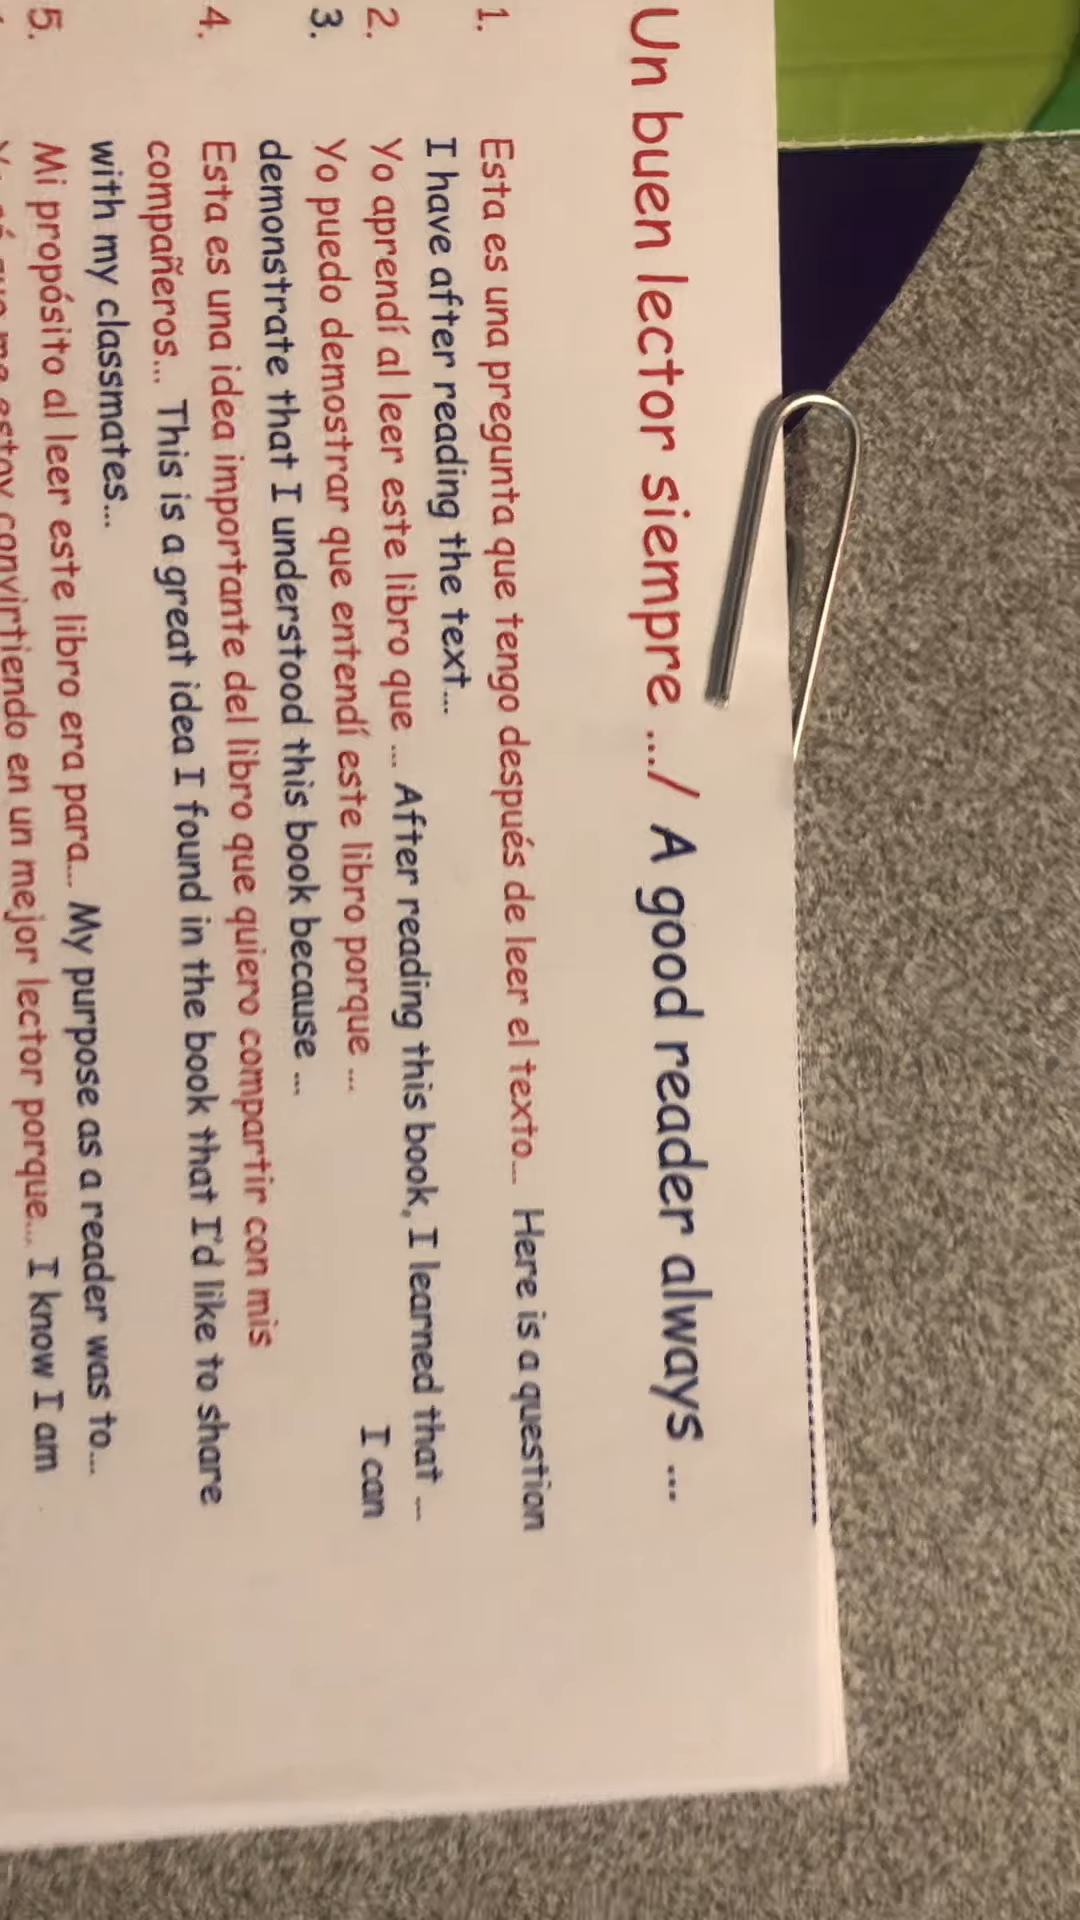 Un buen lector siempre .../ A good reader always ...
1. Esta es una pregunta que tengo después de leer el texto... Here is a question
I have after reading the text...
2. Yo aprendí al leer este libro que ... After reading this book, I learned that ...
3. Yo puedo demostrar que entendí este libro porque ... I can
demonstrate that I understood this book because ...
4. Esta es una idea importante del libro que quiero compartir con mis
compañeros... This is a great idea I found in the book that I'd like to share
with my classmates...
5. Mi propósito al leer este libro era para... My purpose as a reader was to...
estoy convirtiendo en un mejor lector porque... I know I am